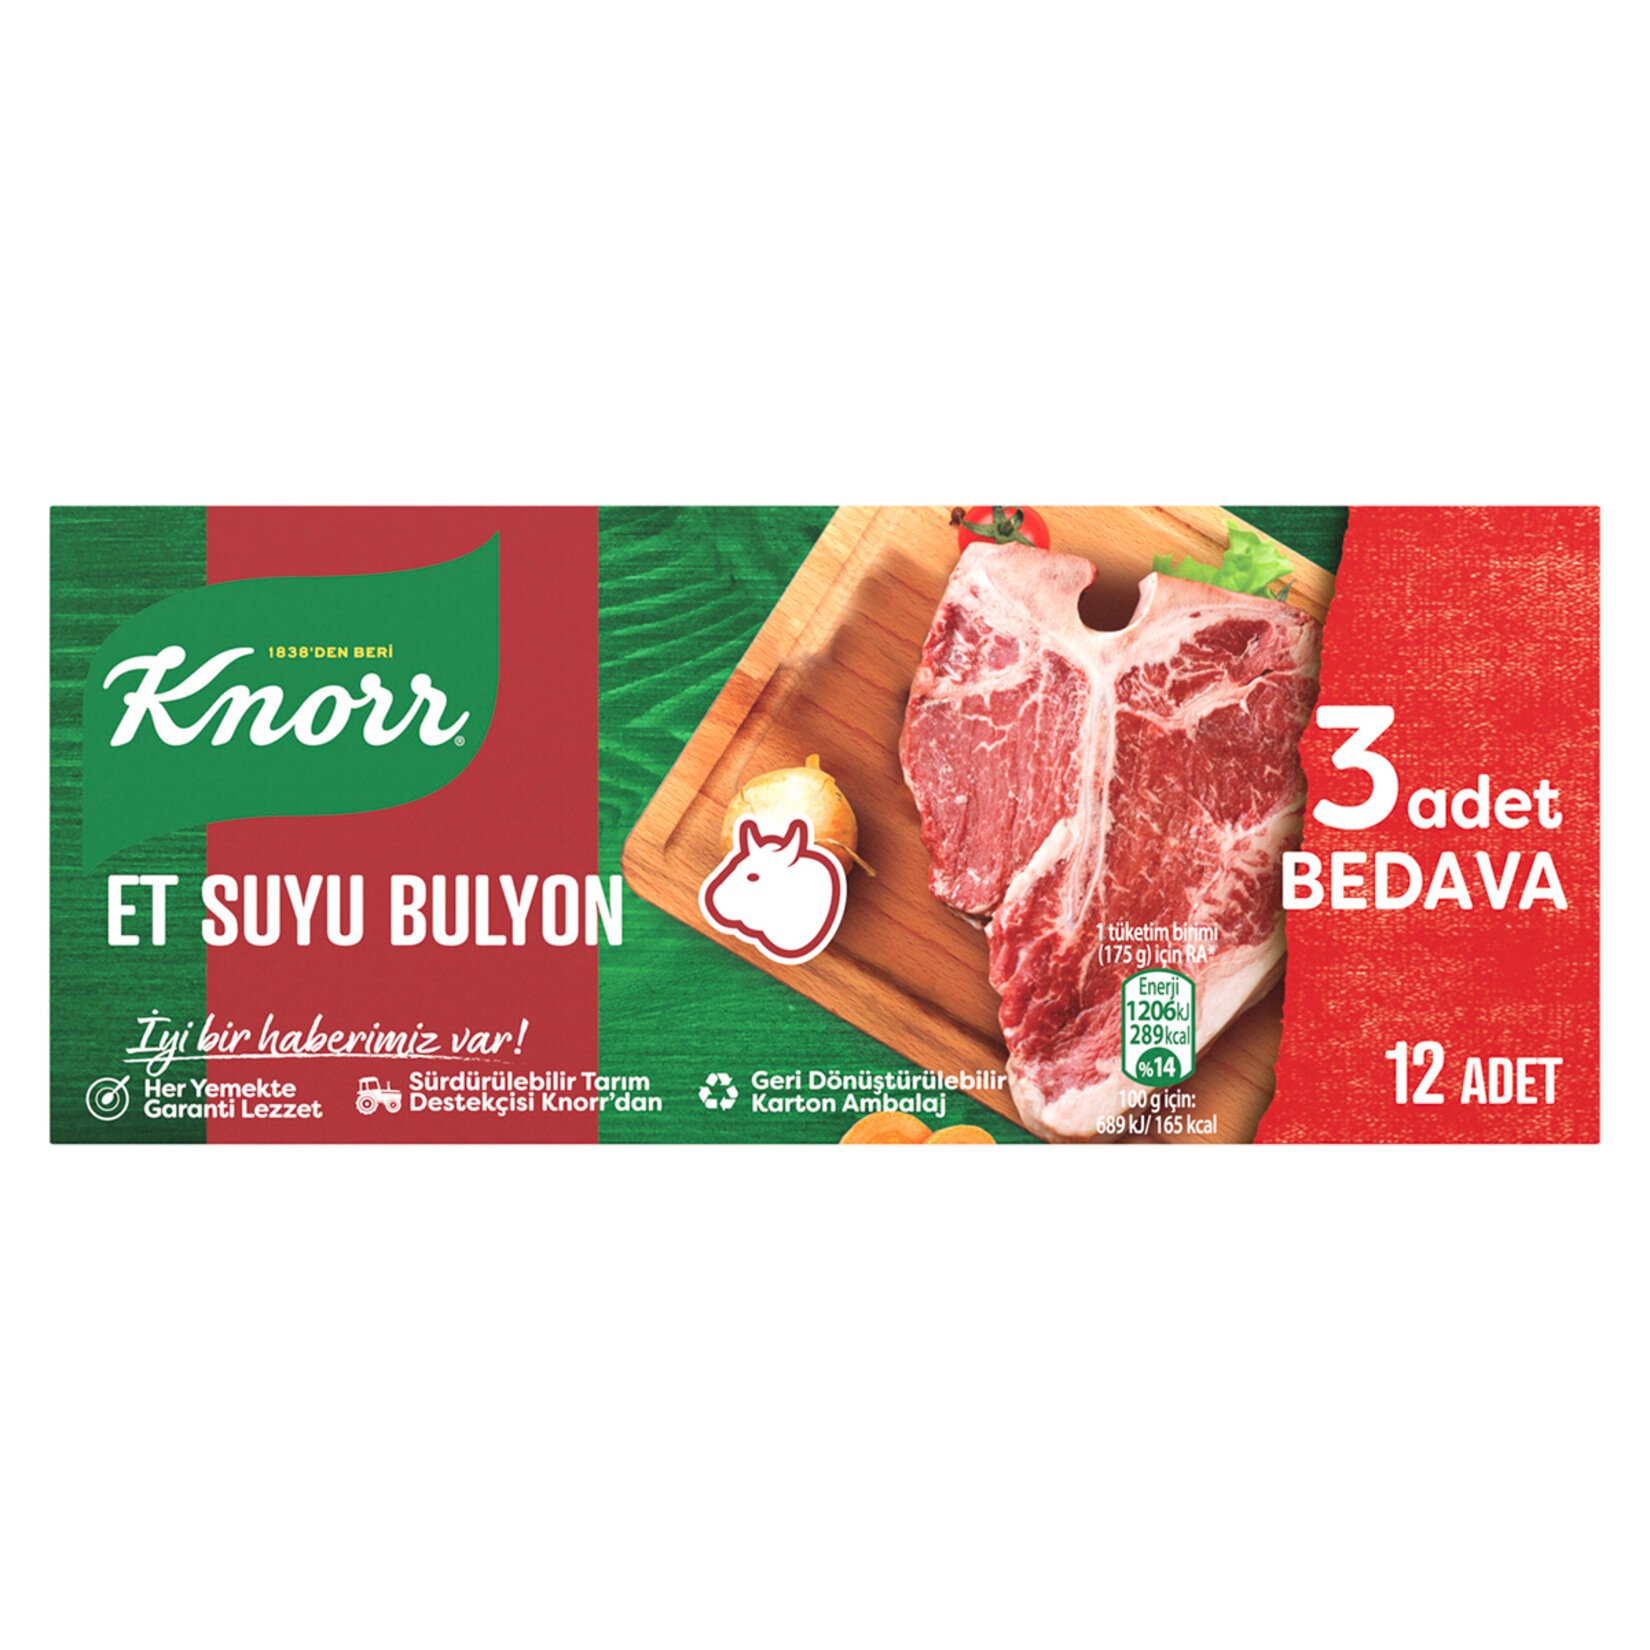 1838'DEN BERİ
Knorr®
ET SUYU BULYON
İyi bir haberimiz var!
Her Yemekte
Garanti Lezzet
Sürdürülebilir Tarım
Destekçisi Knorr'dan
Geri Dönüştürülebilir
Karton Ambalaj
1 tüketim birimi
(175 g) için RA*
Enerji
1206kJ
289kcal
%14
100 g için:
689 kJ/ 165 kcal
3 adet
BEDAVA
12 ADET